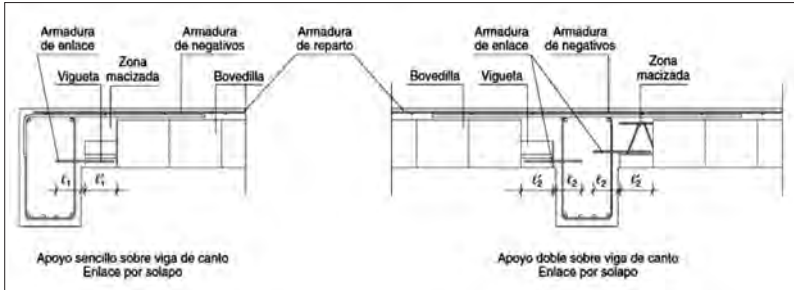 Armadura
de enlace
Zona
macizada
Vigueta
Armadura
de negativos
Bovedilla
Armadura
de reparto
ℓ1 ℓ'1
Apoyo sencillo sobre viga de canto
Enlace por solapo
Armadura
de enlace
Armadura
de negativos
Zona
macizada
Bovedilla
Vigueta
ℓ'2 ℓ2 ℓ2 ℓ'2
Apoyo doble sobre viga de canto
Enlace por solapo